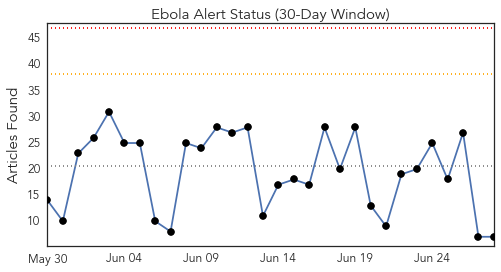 Ebola Alert Status (30-Day Window)
Articles Found
45
40
35
30
25
20
15
10
May 30
Jun 04
Jun 09
Jun 14
Jun 19
Jun 24